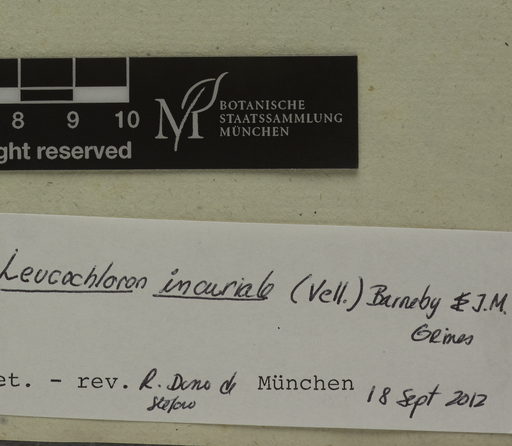 8 9 10
BOTANISCHE
STAATSSAMMLUNG
MÜNCHEN
ght reserved
Leucochloron incuriale (Vell.) Barneby & J.M.
Grimes
et. - rev. R. Duno de München 18 Sept 2012
Stefano